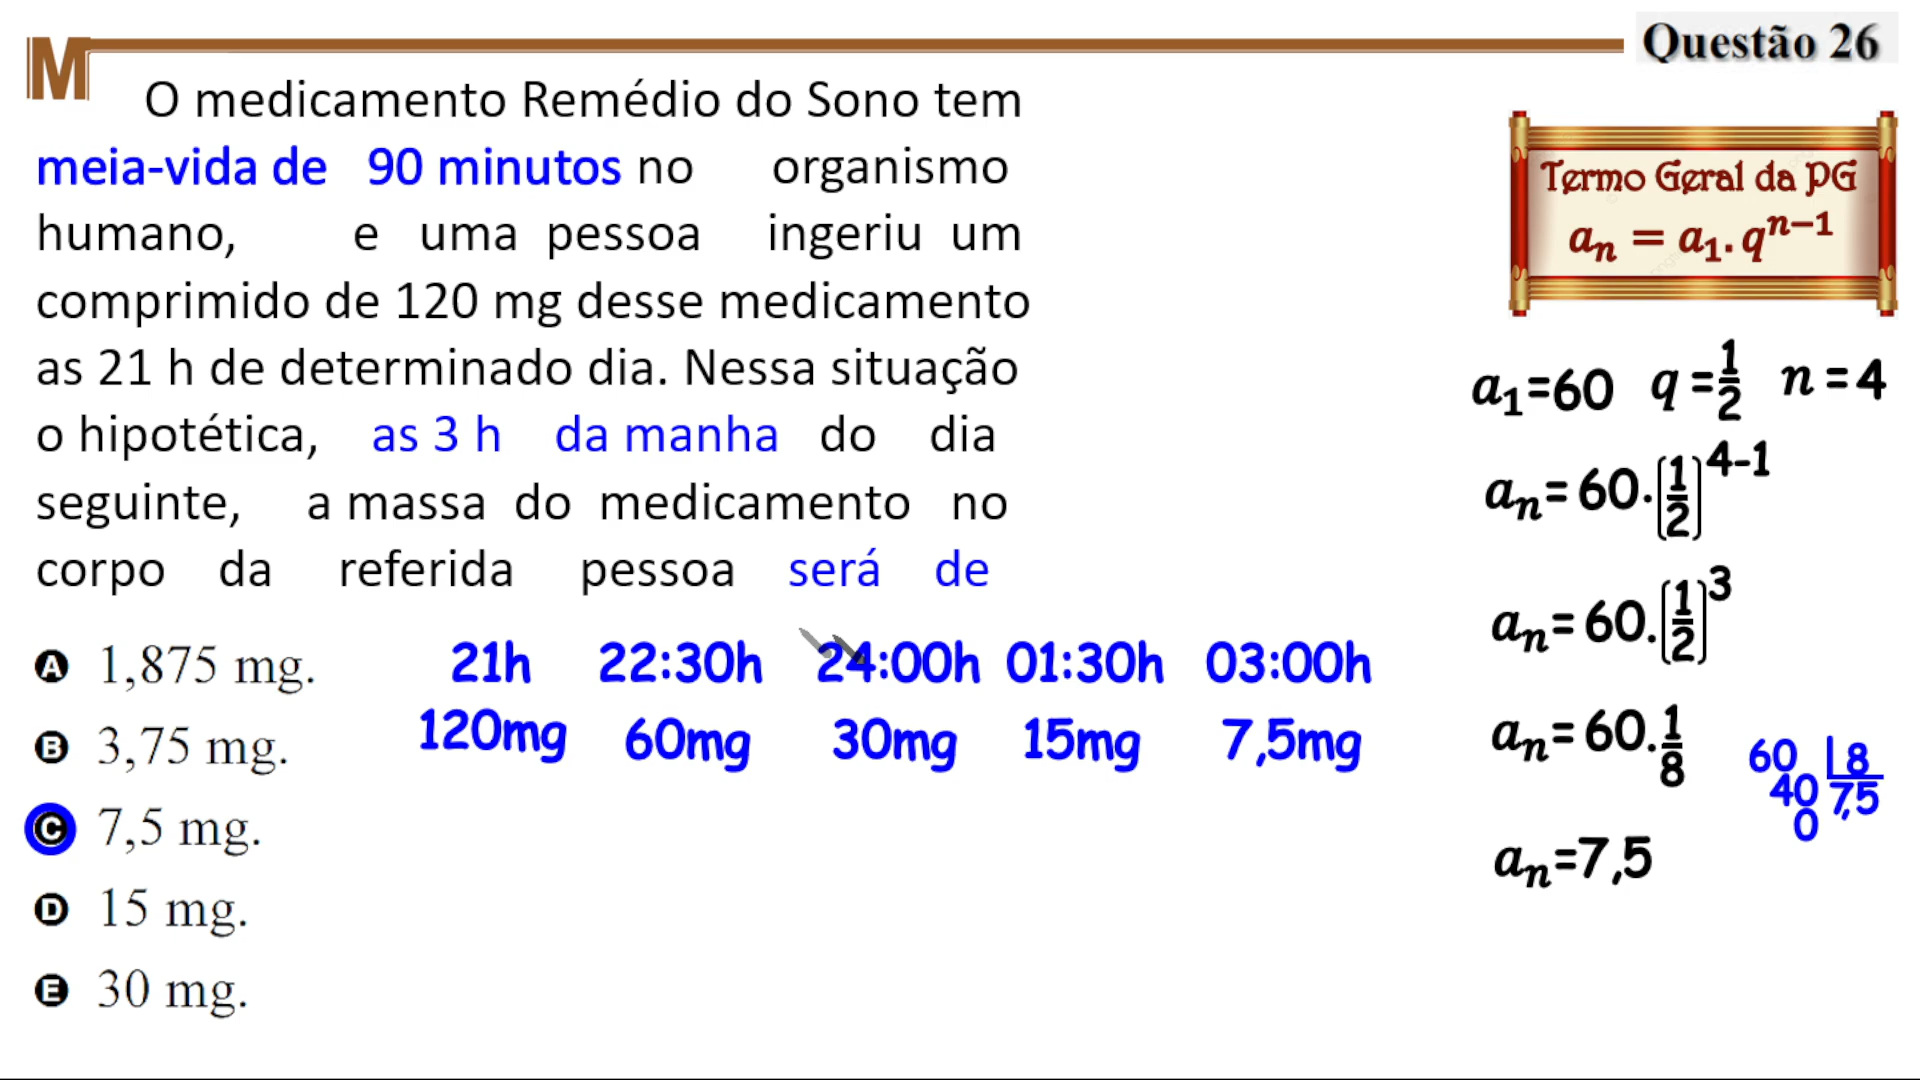 M
Questão 26
O medicamento Remédio do Sono tem
meia-vida de 90 minutos no organismo
humano, e uma pessoa ingeriu um
comprimido de 120 mg desse medicamento
as 21 h de determinado dia. Nessa situação
o hipotética, as 3 h da manha do dia
seguinte, a massa do medicamento no
corpo da referida pessoa será de
A 1,875 mg.
B 3,75 mg.
C 7,5 mg.
D 15 mg.
E 30 mg.
21h 22:30h 24:00h 01:30h 03:00h
120mg 60mg 30mg 15mg 7,5mg
Termo Geral da PG
aₙ = a₁. qⁿ⁻¹
a₁=60 q=1/2 n=4
aₙ=60·(1/2)⁴⁻¹
aₙ=60.(1/2)³
aₙ=60.1/8
60 |8
40 7,5
0
aₙ=7,5